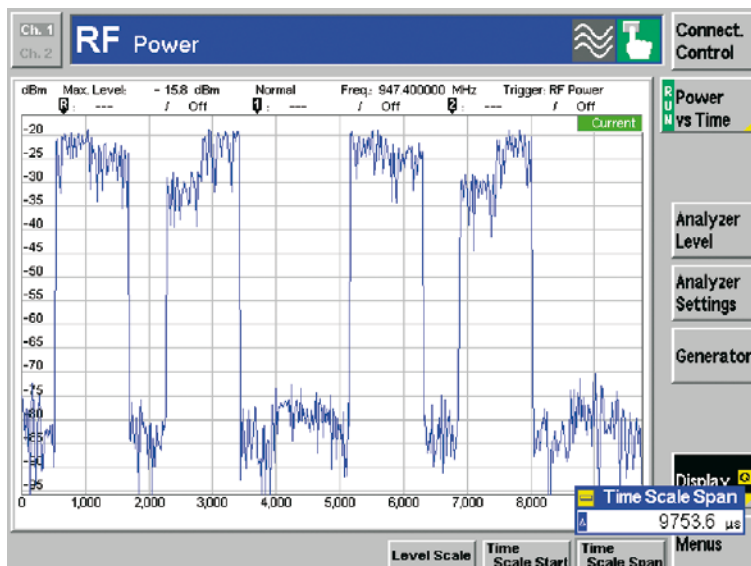 Ch. 1
Ch. 2
RF Power
Connect. Control
dBm Max. Level: - 15.8 dBm Normal Freq.: 947.400000 MHz Trigger: RF Power
R : --- / Off 1 : --- / Off 2 : --- / Off
Current
RUN
Power vs Time
-20
-25
-30
-35
-40
-45
-50
-55
-60
-65
-70
-75
-80
-85
-90
-95
0 1,000 2,000 3,000 4,000 5,000 6,000 7,000 8,000
Analyzer Level
Analyzer Settings
Generator
Display
Time Scale Span
9753.6 µs
Menus
Level Scale
Time Scale Start
Time Scale Span